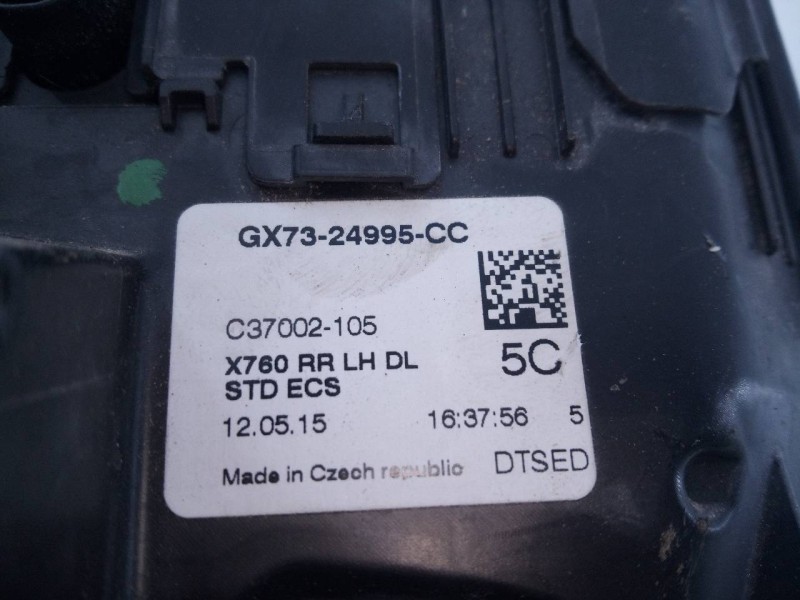 GX73-24995-CC
C37002-105
X760 RR LH DL 5C
STD ECS
12.05.15 16:37:56 5
Made in Czech republic DTSED